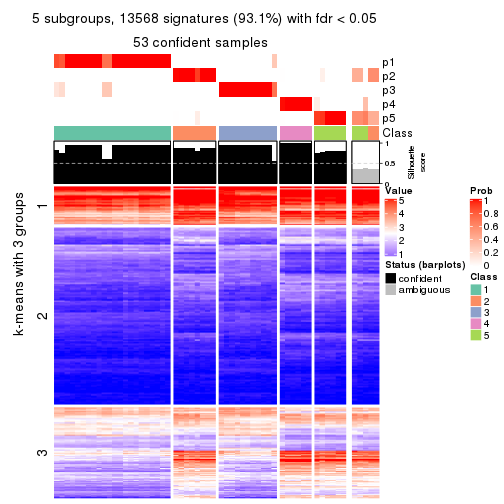 5 subgroups, 13568 signatures (93.1%) with fdr < 0.05
53 confident samples
p1
p2
p3
p4
p5
Class
1
0.5
0
Silhouette
score
k-means with 3 groups
1
2
3
Value
5
4
3
2
1
Status (barplots)
confident
ambiguous
Prob
1
0.8
0.6
0.4
0.2
0
Class
1
2
3
4
5